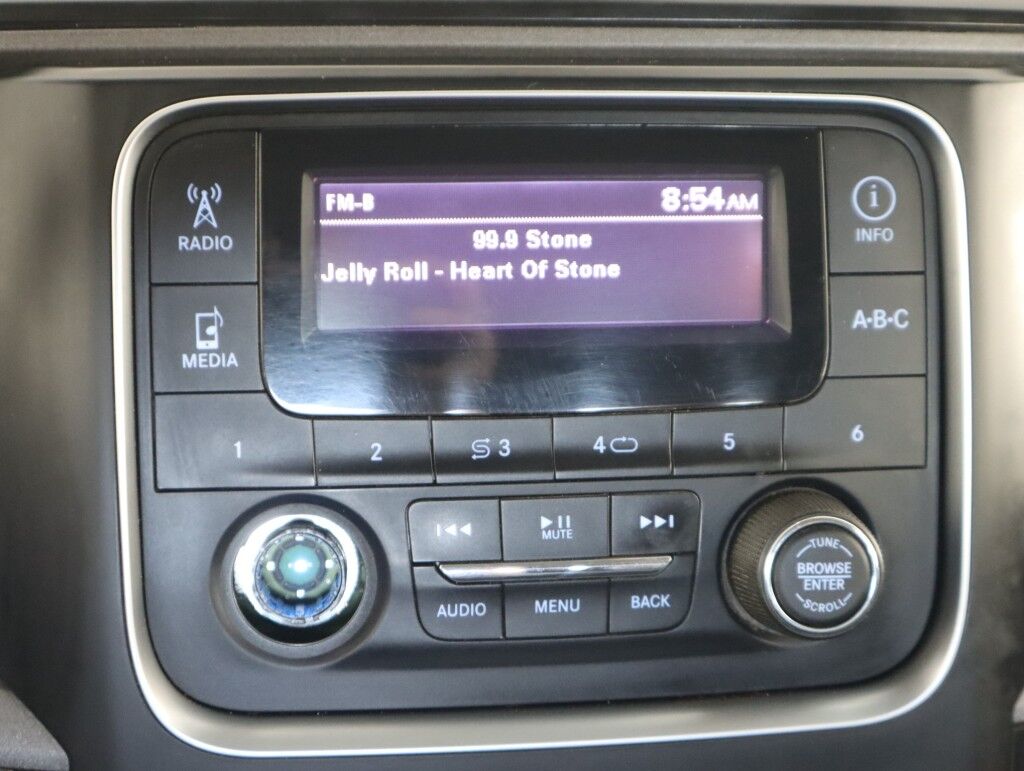 FM-B 8:54AM
99.9 Stone
Jelly Roll - Heart Of Stone
RADIO
i
INFO
MEDIA
A·B·C
1
2
3
4
5
6
MUTE
AUDIO
MENU
BACK
TUNE
BROWSE
ENTER
SCROLL